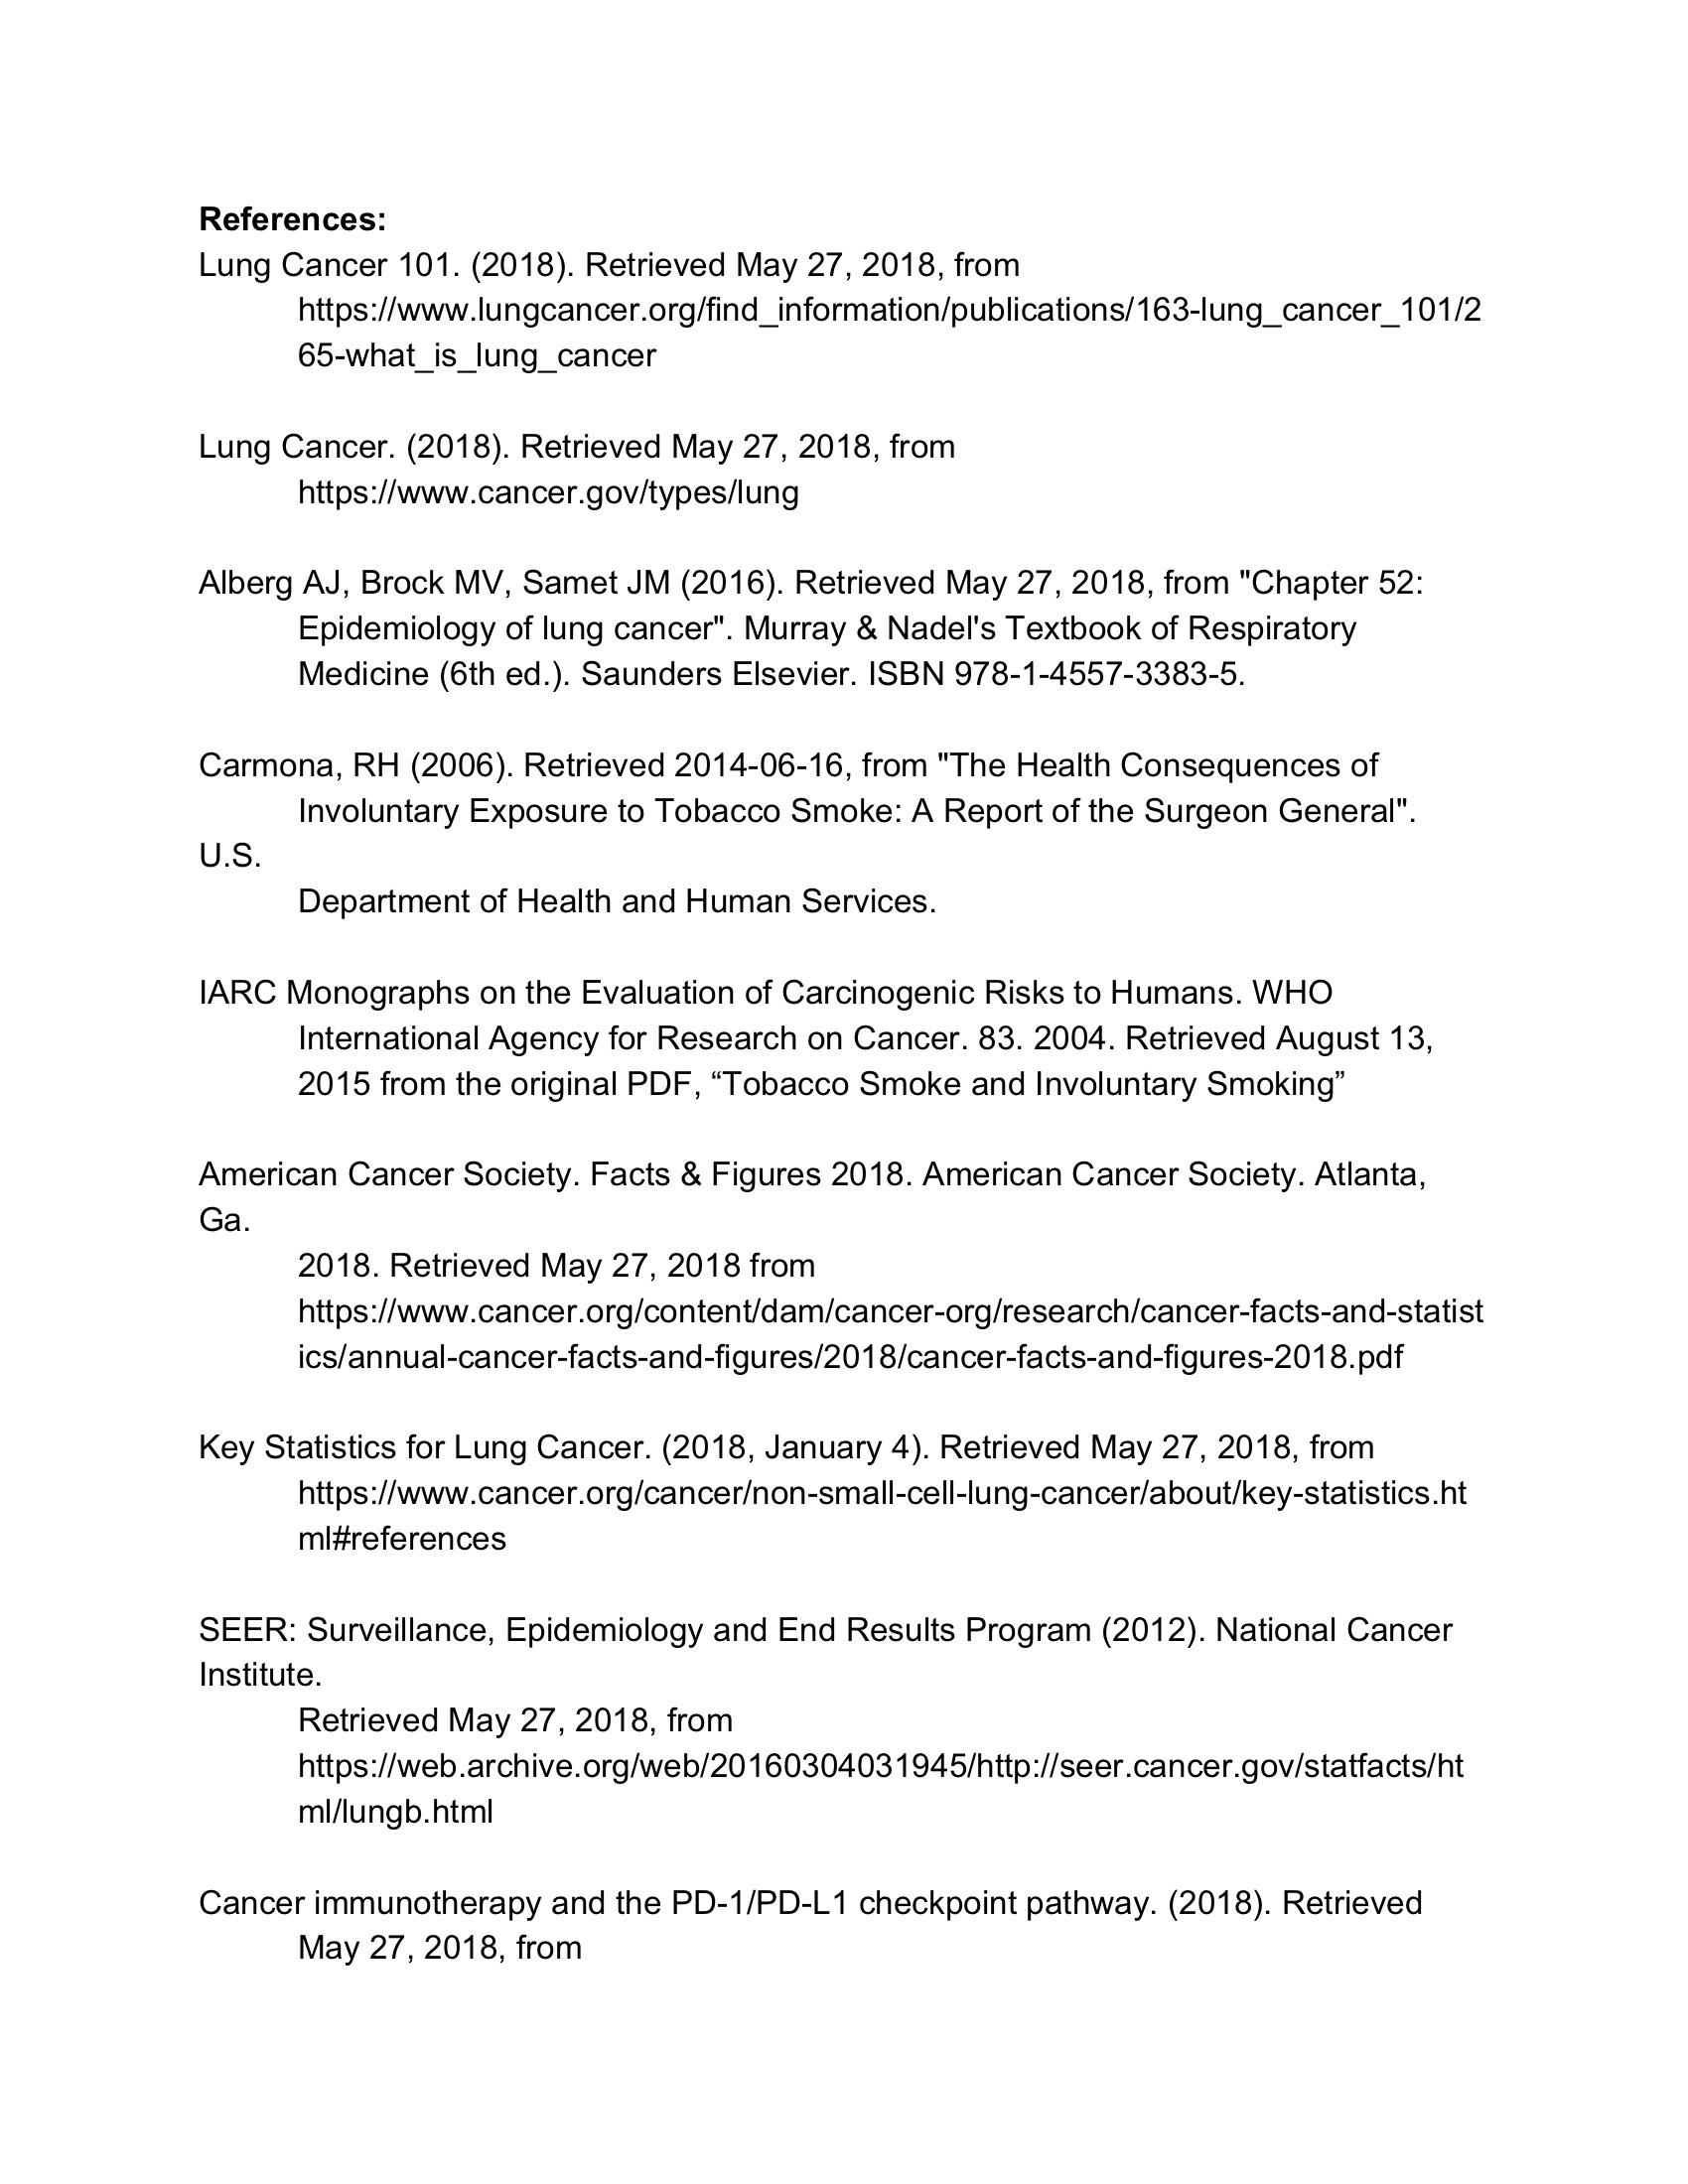 References:
Lung Cancer 101. (2018). Retrieved May 27, 2018, from
https://www.lungcancer.org/find_information/publications/163-lung_cancer_101/2
65-what_is_lung_cancer
Lung Cancer. (2018). Retrieved May 27, 2018, from
https://www.cancer.gov/types/lung
Alberg AJ, Brock MV, Samet JM (2016). Retrieved May 27, 2018, from "Chapter 52:
Epidemiology of lung cancer". Murray & Nadel's Textbook of Respiratory
Medicine (6th ed.). Saunders Elsevier. ISBN 978-1-4557-3383-5.
Carmona, RH (2006). Retrieved 2014-06-16, from "The Health Consequences of
Involuntary Exposure to Tobacco Smoke: A Report of the Surgeon General".
U.S.
Department of Health and Human Services.
IARC Monographs on the Evaluation of Carcinogenic Risks to Humans. WHO
International Agency for Research on Cancer. 83. 2004. Retrieved August 13,
2015 from the original PDF, “Tobacco Smoke and Involuntary Smoking”
American Cancer Society. Facts & Figures 2018. American Cancer Society. Atlanta,
Ga.
2018. Retrieved May 27, 2018 from
https://www.cancer.org/content/dam/cancer-org/research/cancer-facts-and-statist
ics/annual-cancer-facts-and-figures/2018/cancer-facts-and-figures-2018.pdf
Key Statistics for Lung Cancer. (2018, January 4). Retrieved May 27, 2018, from
https://www.cancer.org/cancer/non-small-cell-lung-cancer/about/key-statistics.ht
ml#references
SEER: Surveillance, Epidemiology and End Results Program (2012). National Cancer
Institute.
Retrieved May 27, 2018, from
https://web.archive.org/web/20160304031945/http://seer.cancer.gov/statfacts/ht
ml/lungb.html
Cancer immunotherapy and the PD-1/PD-L1 checkpoint pathway. (2018). Retrieved
May 27, 2018, from